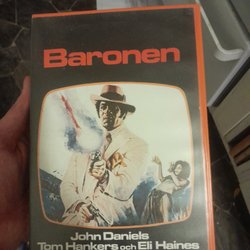 Baronen
John Daniels
Tom Hankers och Eli Haines